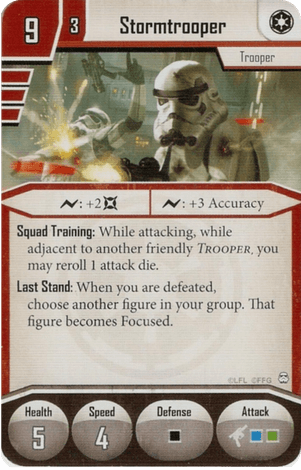 9 3 Stormtrooper
Trooper
: +2
: +3 Accuracy
Squad Training: While attacking, while
adjacent to another friendly TROOPER, you
may reroll 1 attack die.
Last Stand: When you are defeated,
choose another figure in your group. That
figure becomes Focused.
©LFL ©FFG
Health Speed Defense Attack
5 4